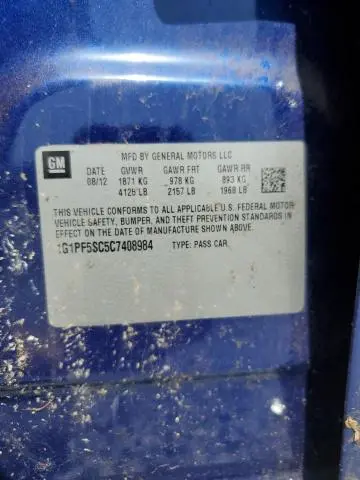 GM
MFD BY GENERAL MOTORS LLC
DATE GVWR GAWR FRT GAWR RR
08/12 1871 KG 978 KG 893 KG
4126 LB 2157 LB 1968 LB
THIS VEHICLE CONFORMS TO ALL APPLICABLE U.S. FEDERAL MOTOR
VEHICLE SAFETY, BUMPER, AND THEFT PREVENTION STANDARDS IN
EFFECT ON THE DATE OF MANUFACTURE SHOWN ABOVE.
1G1PF5SC5C7408984 TYPE: PASS CAR